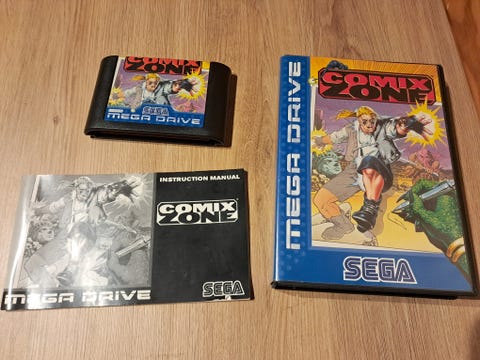 COMIX
ZONE
SEGA
MEGA DRIVE
INSTRUCTION MANUAL
COMIX
ZONE
MEGA DRIVE
SEGA
MEGA DRIVE
COMIX
ZONE
SEGA